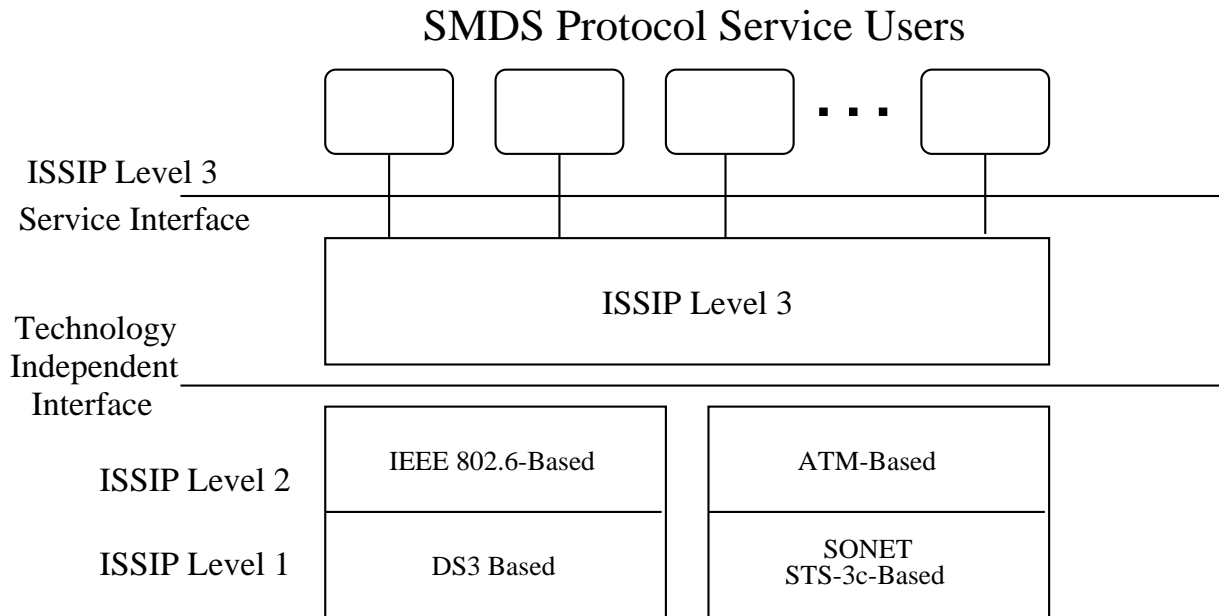 SMDS Protocol Service Users
. . .
ISSIP Level 3
Service Interface
ISSIP Level 3
Technology
Independent
Interface
IEEE 802.6-Based
ATM-Based
ISSIP Level 2
ISSIP Level 1
DS3 Based
SONET
STS-3c-Based